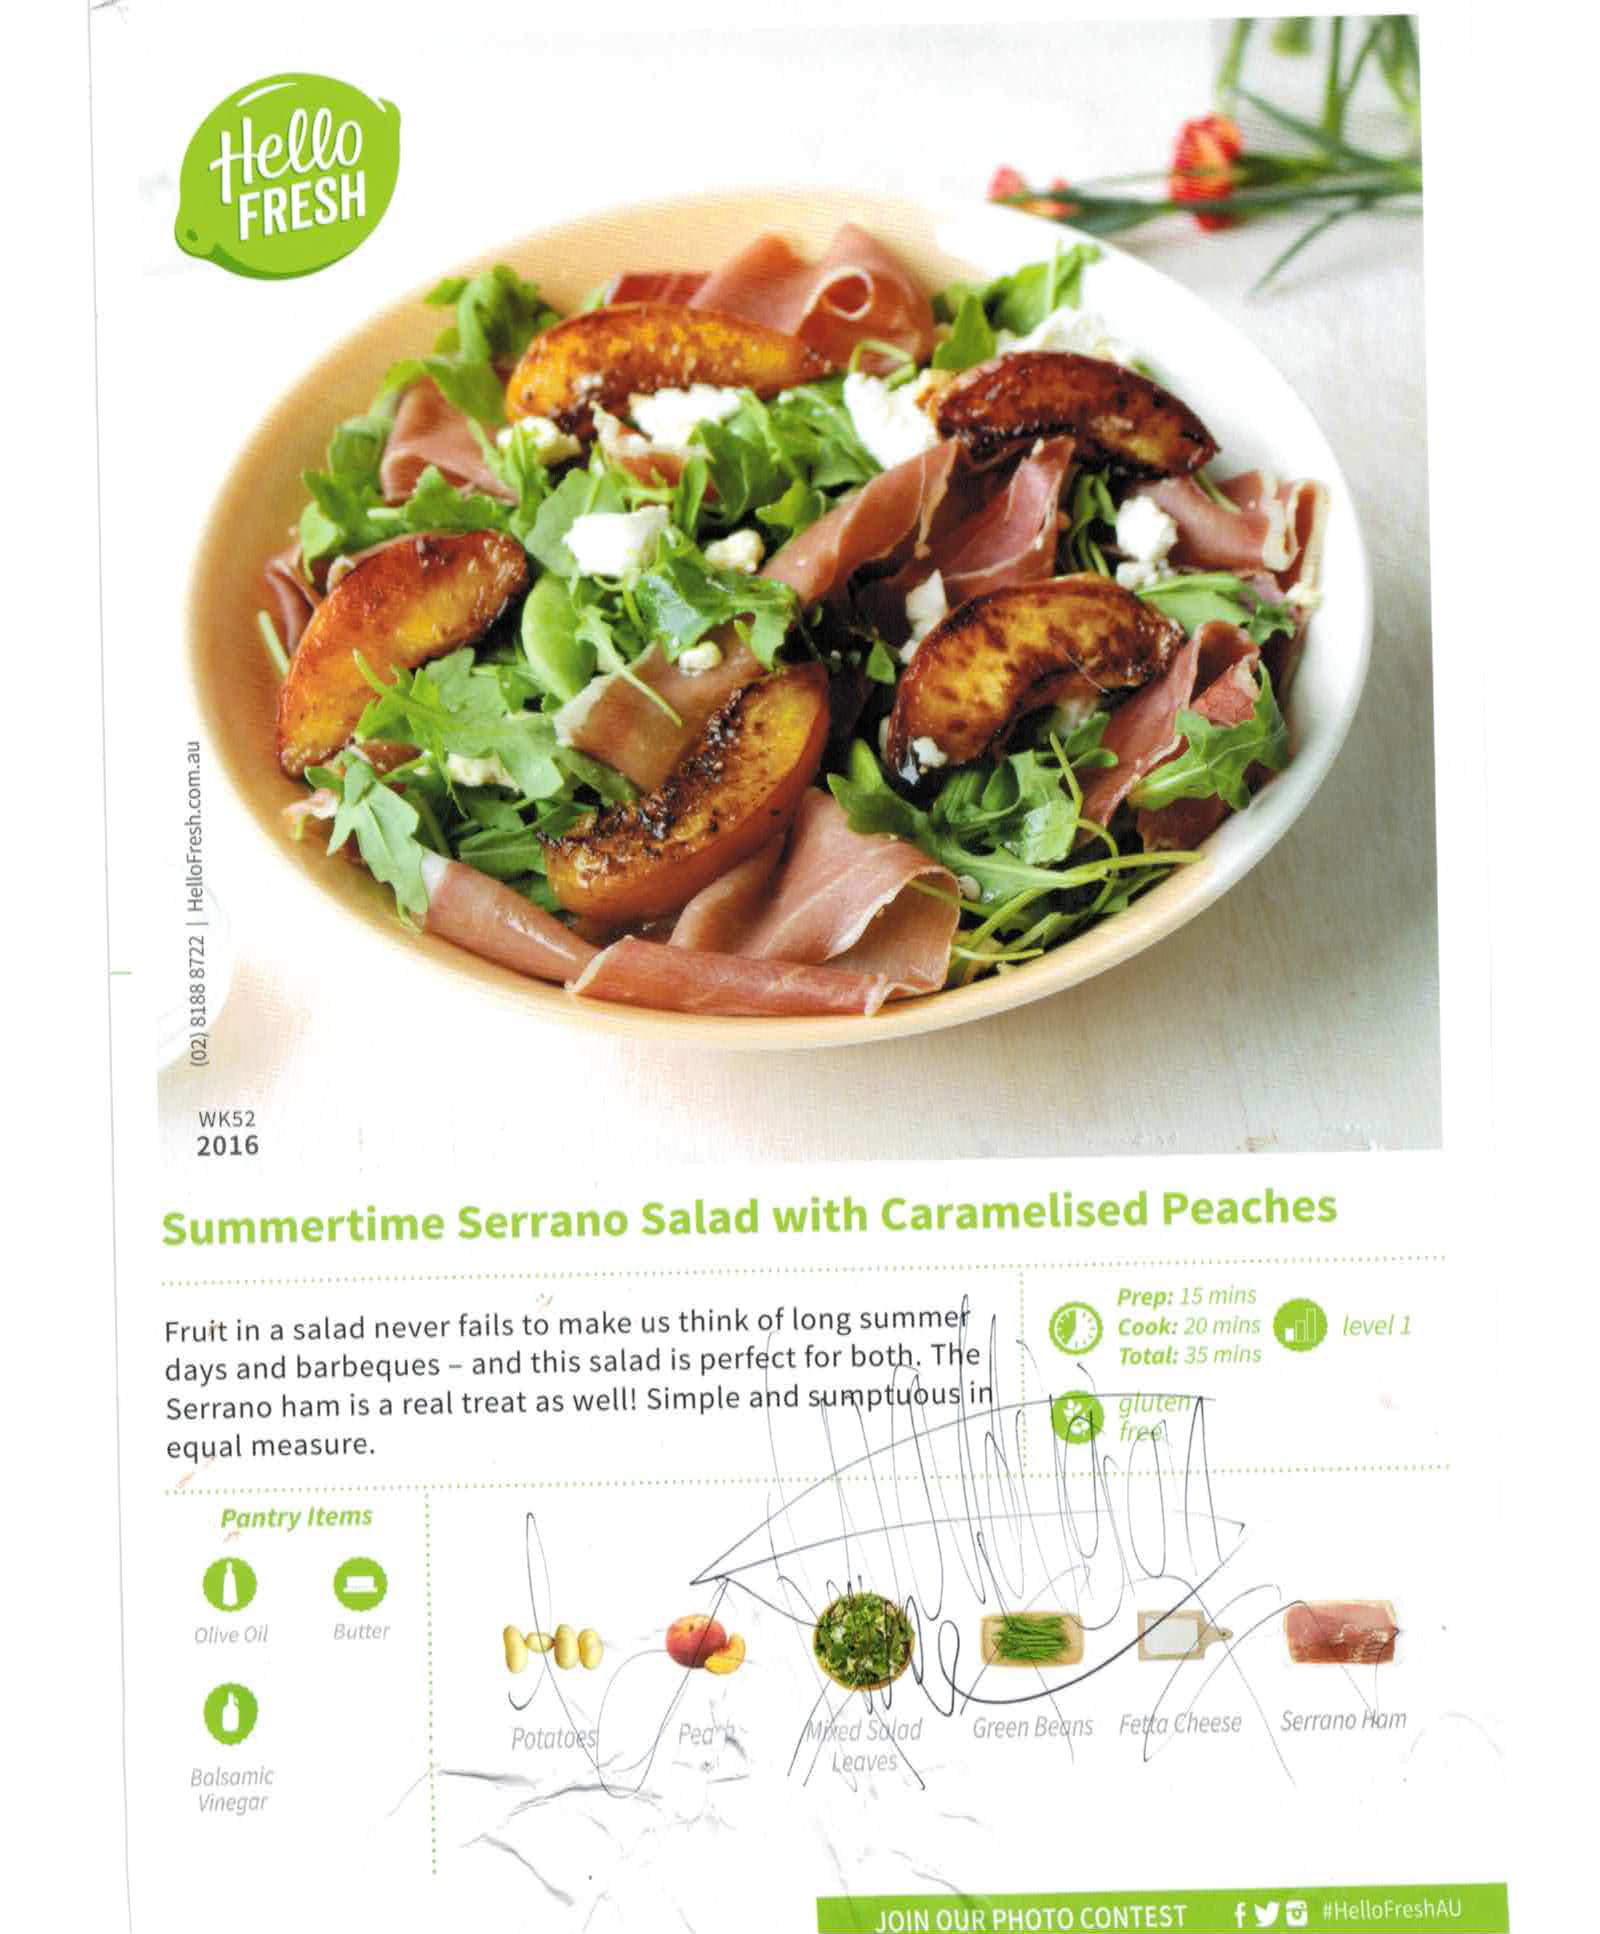 Hello
FRESH
(02) 8188 8722 | HelloFresh.com.au
WK52
2016
Summertime Serrano Salad with Caramelised Peaches
Fruit in a salad never fails to make us think of long summer
days and barbeques – and this salad is perfect for both. The
Serrano ham is a real treat as well! Simple and sumptuous in
equal measure.
Prep: 15 mins
Cook: 20 mins
Total: 35 mins
level 1
gluten
free
Pantry Items
Olive Oil
Butter
Balsamic
Vinegar
Potatoes
Peach
Mixed Salad
Leaves
Green Beans
Fetta Cheese
Serrano Ham
JOIN OUR PHOTO CONTEST
#HelloFreshAU